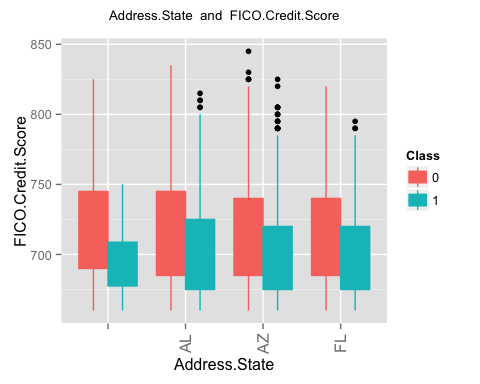 Address.State and FICO.Credit.Score
850
800
750
700
FICO.Credit.Score
AL
AZ
FL
Address.State
Class
0
1